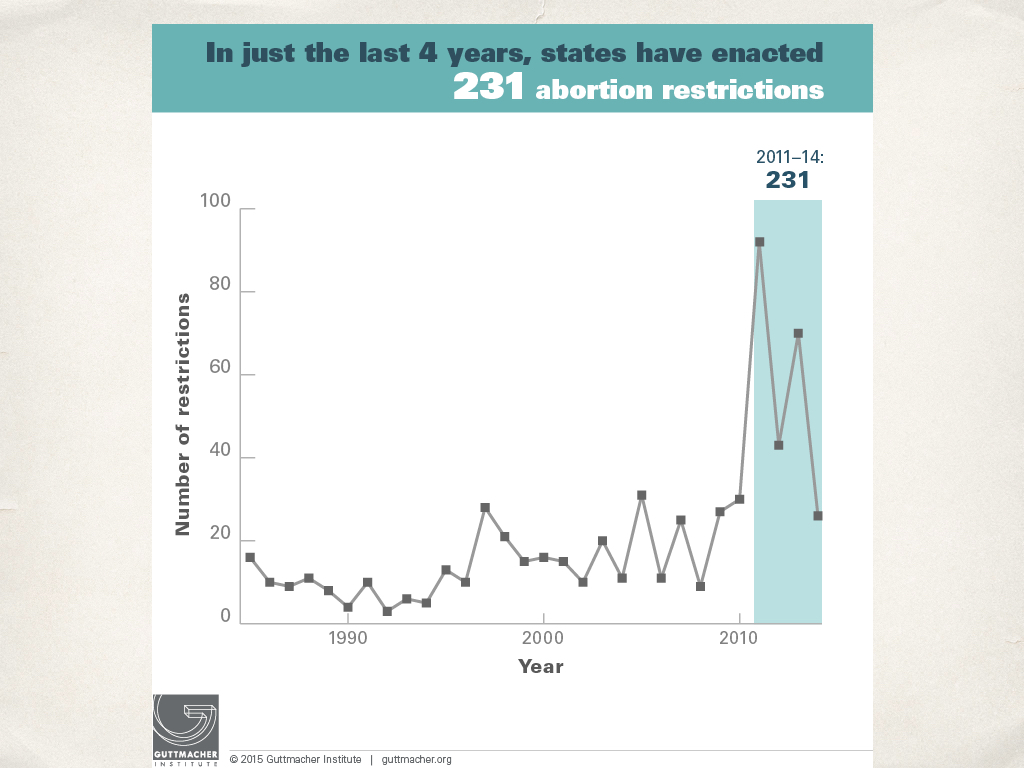 In just the last 4 years, states have enacted
231 abortion restrictions
2011–14:
231
100
80
60
40
20
0
Number of restrictions
1990
2000
2010
Year
GUTTMACHER
INSTITUTE
© 2015 Guttmacher Institute | guttmacher.org